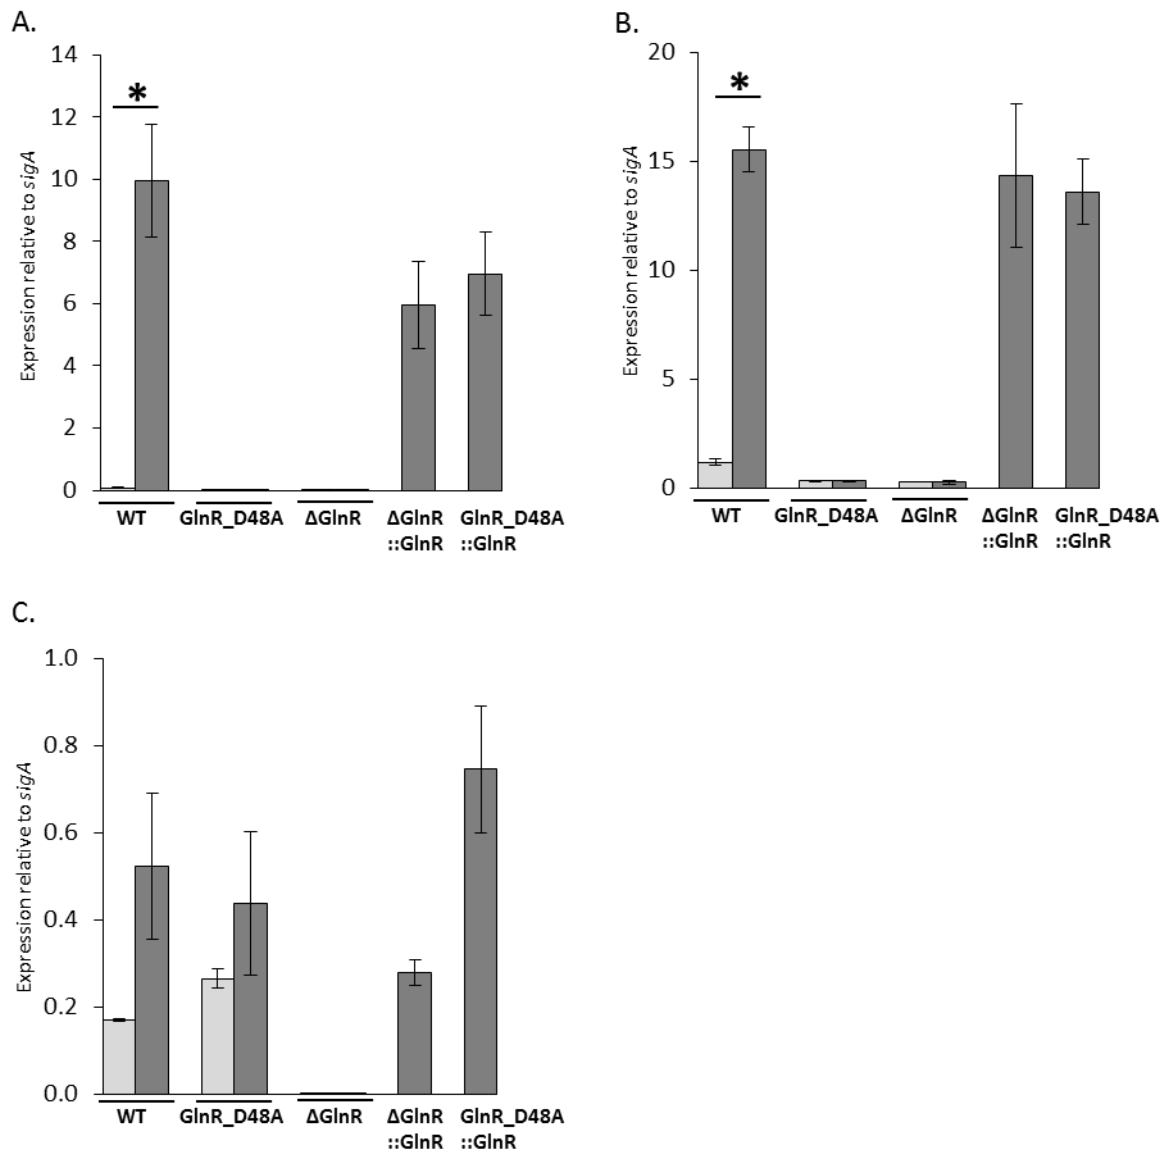 A.
14
12
10
8
6
4
2
0
Expression relative to sigA
*
WT
GlnR_D48A
ΔGlnR
ΔGlnR
::GlnR
GlnR_D48A
::GlnR
B.
20
15
10
5
0
Expression relative to sigA
*
WT
GlnR_D48A
ΔGlnR
ΔGlnR
::GlnR
GlnR_D48A
::GlnR
C.
1.0
0.8
0.6
0.4
0.2
0.0
Expression relative to sigA
WT
GlnR_D48A
ΔGlnR
ΔGlnR
::GlnR
GlnR_D48A
::GlnR